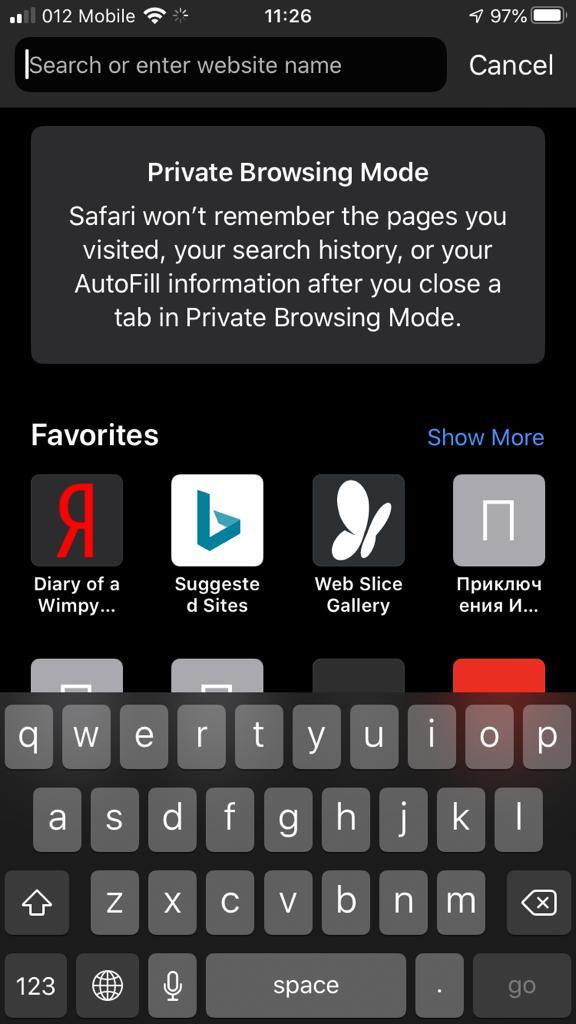 012 Mobile 11:26 97%
Search or enter website name Cancel
Private Browsing Mode
Safari won’t remember the pages you
visited, your search history, or your
AutoFill information after you close a
tab in Private Browsing Mode.
Favorites Show More
Я
П
Diary of a
Wimpy...
Suggeste
d Sites
Web Slice
Gallery
Приключ
ения И...
q w e r t y u i o p
a s d f g h j k l
z x c v b n m
123 space . go